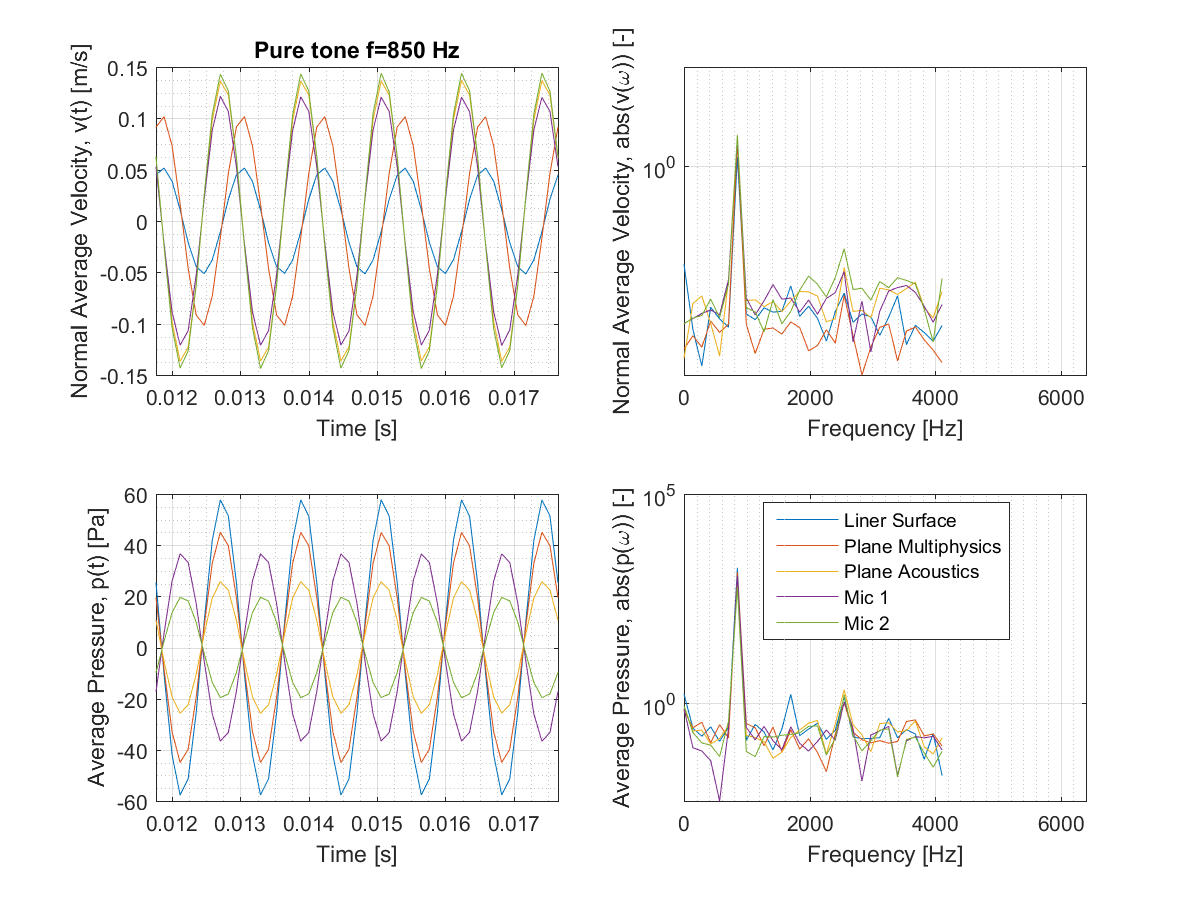 Pure tone f=850 Hz
Normal Average Velocity, v(t) [m/s]
0.15
0.1
0.05
0
-0.05
-0.1
-0.15
0.012 0.013 0.014 0.015 0.016 0.017
Time [s]
Normal Average Velocity, abs(v(ω)) [-]
10^0
0 2000 4000 6000
Frequency [Hz]
Average Pressure, p(t) [Pa]
60
40
20
0
-20
-40
-60
0.012 0.013 0.014 0.015 0.016 0.017
Time [s]
Average Pressure, abs(p(ω)) [-]
10^5
10^0
Liner Surface
Plane Multiphysics
Plane Acoustics
Mic 1
Mic 2
0 2000 4000 6000
Frequency [Hz]